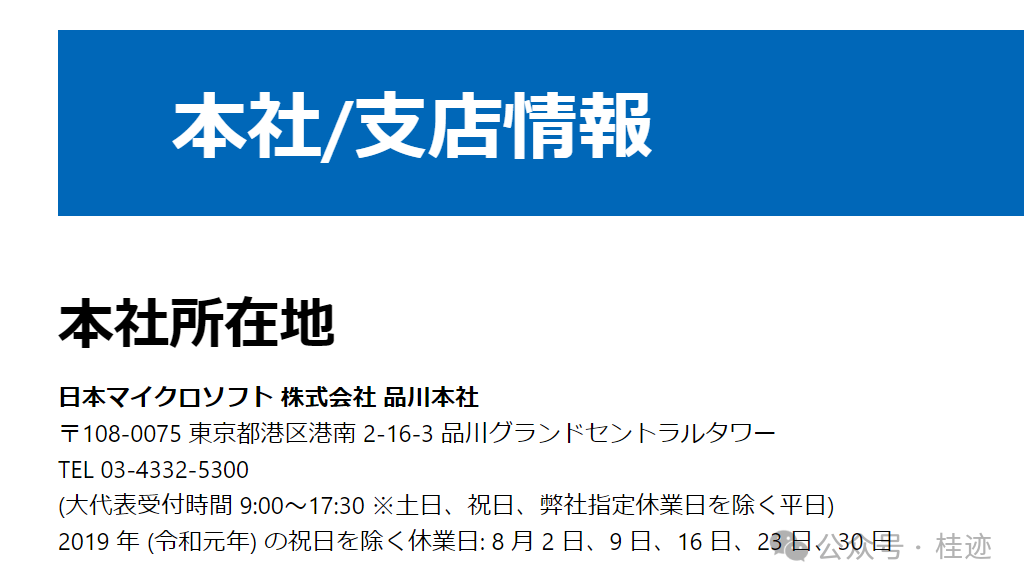 本社/支店情報
本社所在地
日本マイクロソフト 株式会社 品川本社
〒108-0075 東京都港区港南 2-16-3 品川グランドセントラルタワー
TEL 03-4332-5300
(大代表受付時間 9:00～17:30 ※土日、祝日、弊社指定休業日を除く平日)
2019 年 (令和元年) の祝日を除く休業日: 8 月 2 日、9 日、16 日、23 日、30 日
公众号 · 桂迹